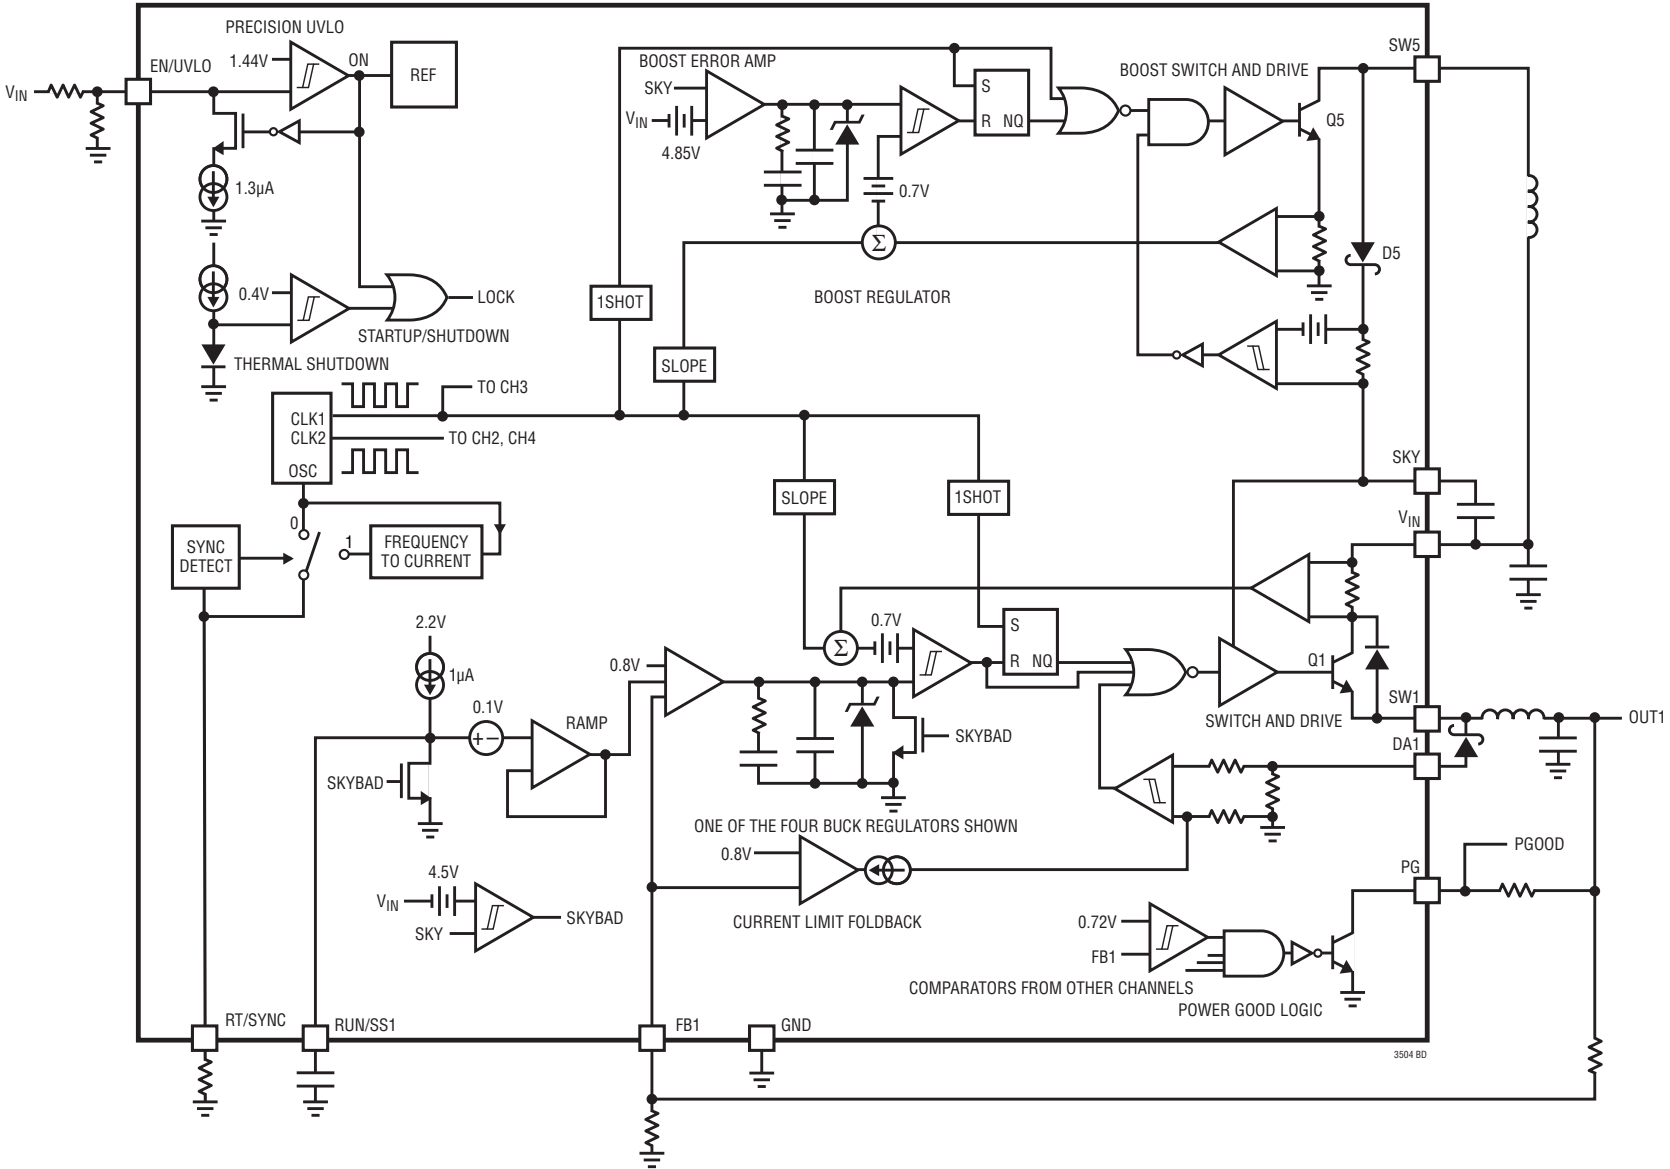 PRECISION UVLO
EN/UVLO
1.44V
ON
REF
VIN
1.3µA
0.4V
LOCK
STARTUP/SHUTDOWN
THERMAL SHUTDOWN
BOOST ERROR AMP
SKY
VIN
4.85V
S
R NQ
0.7V
Σ
BOOST SWITCH AND DRIVE
Q5
SW5
D5
BOOST REGULATOR
1SHOT
SLOPE
TO CH3
CLK1
CLK2
TO CH2, CH4
OSC
SLOPE
1SHOT
SKY
VIN
0
1
SYNC
DETECT
FREQUENCY
TO CURRENT
2.2V
1µA
0.1V
+−
RAMP
SKYBAD
0.8V
Σ
0.7V
S
R NQ
SKYBAD
Q1
SW1
SWITCH AND DRIVE
OUT1
DA1
ONE OF THE FOUR BUCK REGULATORS SHOWN
0.8V
CURRENT LIMIT FOLDBACK
4.5V
VIN
SKY
SKYBAD
PGOOD
PG
0.72V
FB1
COMPARATORS FROM OTHER CHANNELS
POWER GOOD LOGIC
RT/SYNC
RUN/SS1
FB1
GND
3504 BD